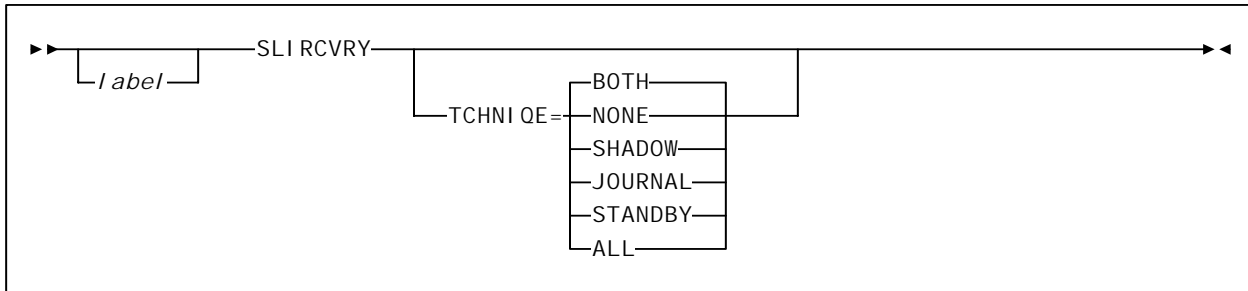 SLIRCVRY
label
BOTH
TCHNIQE=
NONE
SHADOW
JOURNAL
STANDBY
ALL